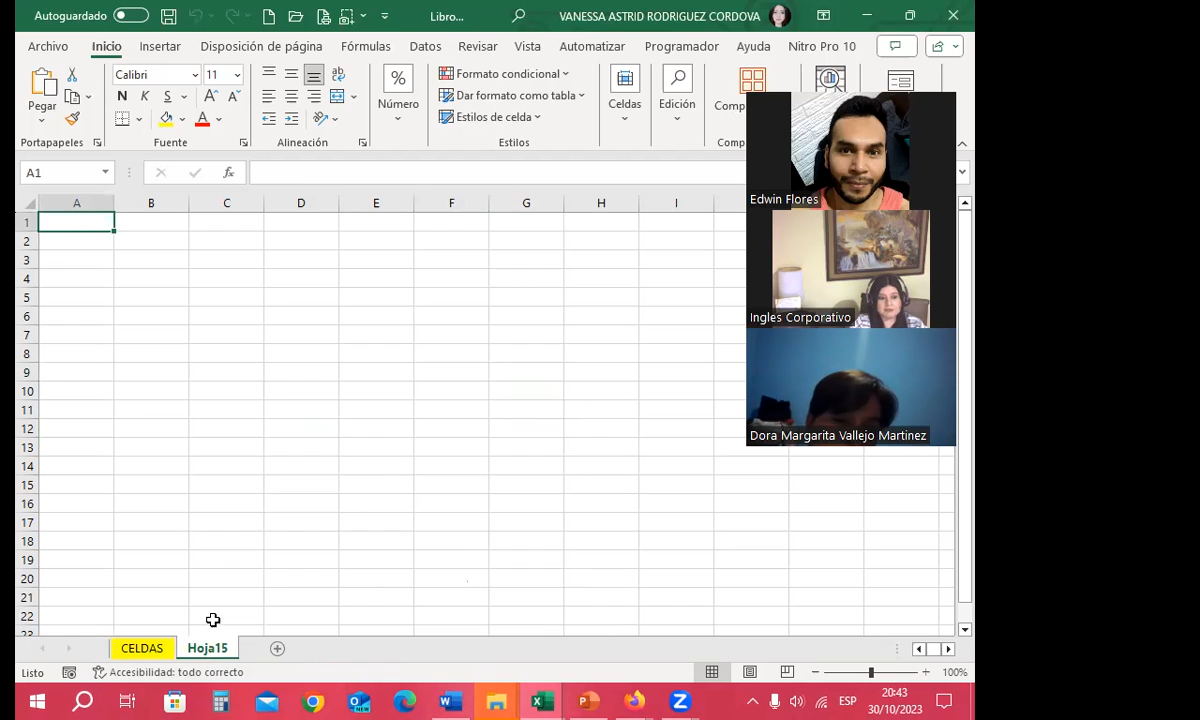 Autoguardado
Libro...
VANESSA ASTRID RODRIGUEZ CORDOVA
Archivo Inicio Insertar Disposición de página Fórmulas Datos Revisar Vista Automatizar Programador Ayuda Nitro Pro 10
Pegar
Calibri 11
N K S
Portapapeles
Fuente
ab
Alineación
%
Número
Formato condicional
Dar formato como tabla
Estilos de celda
Estilos
Celdas
Edición
A1
fx
A B C D E F G H I
1
2
3
4
5
6
7
8
9
10
11
12
13
14
15
16
17
18
19
20
21
22
23
Edwin Flores
Ingles Corporativo
Dora Margarita Vallejo Martinez
CELDAS Hoja15
Listo
Accesibilidad: todo correcto
100%
ESP
20:43
30/10/2023